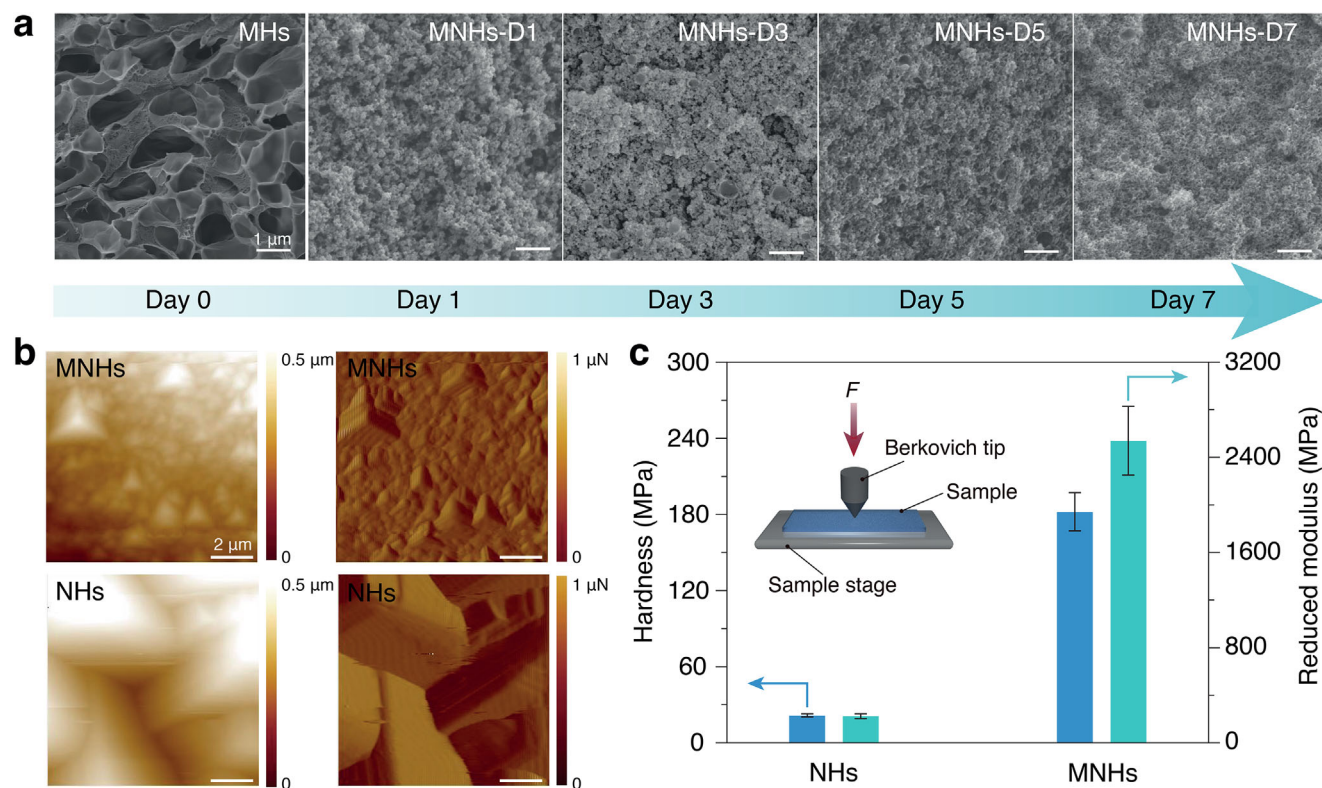 a
MHs
MNHs-D1
MNHs-D3
MNHs-D5
MNHs-D7
1 μm
Day 0
Day 1
Day 3
Day 5
Day 7
b
MNHs
0.5 μm
0
2 μm
MNHs
1 μN
0
NHs
0.5 μm
0
NHs
1 μN
0
c
Hardness (MPa)
300
240
180
120
60
0
F
Berkovich tip
Sample
Sample stage
NHs
MNHs
3200
2400
1600
800
0
Reduced modulus (MPa)